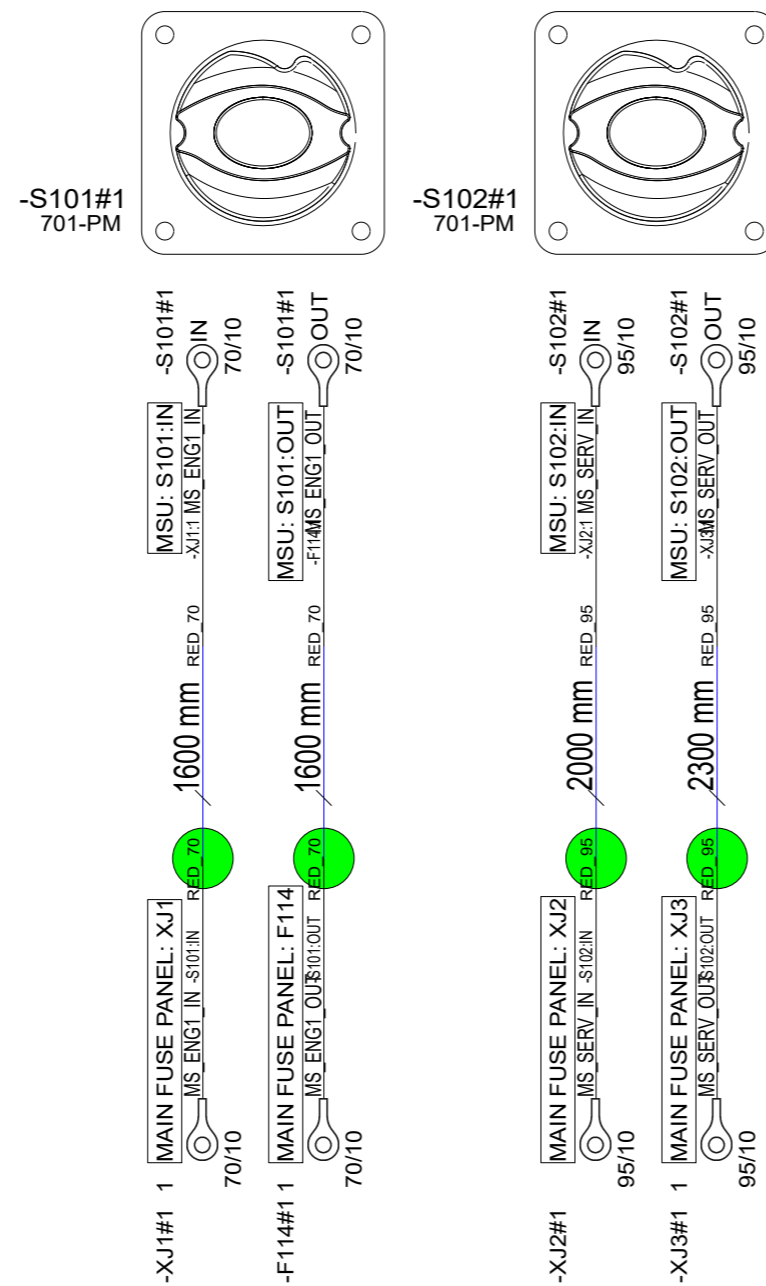 -S101#1
701-PM
-S102#1
701-PM
-S101#1
IN
70/10
MSU: S101:IN
-XJ1:1
MS_ENG1_IN
RED_70
1600 mm
RED_70
MAIN FUSE PANEL: XJ1
MS_ENG1_IN
-S101:IN
-XJ1#1
1
70/10
-S101#1
OUT
70/10
MSU: S101:OUT
MS_ENG1_OUT
RED_70
1600 mm
RED_70
MAIN FUSE PANEL: F114
MS_ENG1_OUT
-S101:OUT
-F114#1
1
70/10
-S102#1
IN
95/10
MSU: S102:IN
-XJ2:1
MS_SERV_IN
RED_95
2000 mm
RED_95
MAIN FUSE PANEL: XJ2
MS_SERV_IN
-S102:IN
-XJ2#1
95/10
-S102#1
OUT
95/10
MSU: S102:OUT
MS_SERV_OUT
RED_95
2300 mm
RED_95
MAIN FUSE PANEL: XJ3
MS_SERV_OUT
-S102:OUT
-XJ3#1
1
95/10